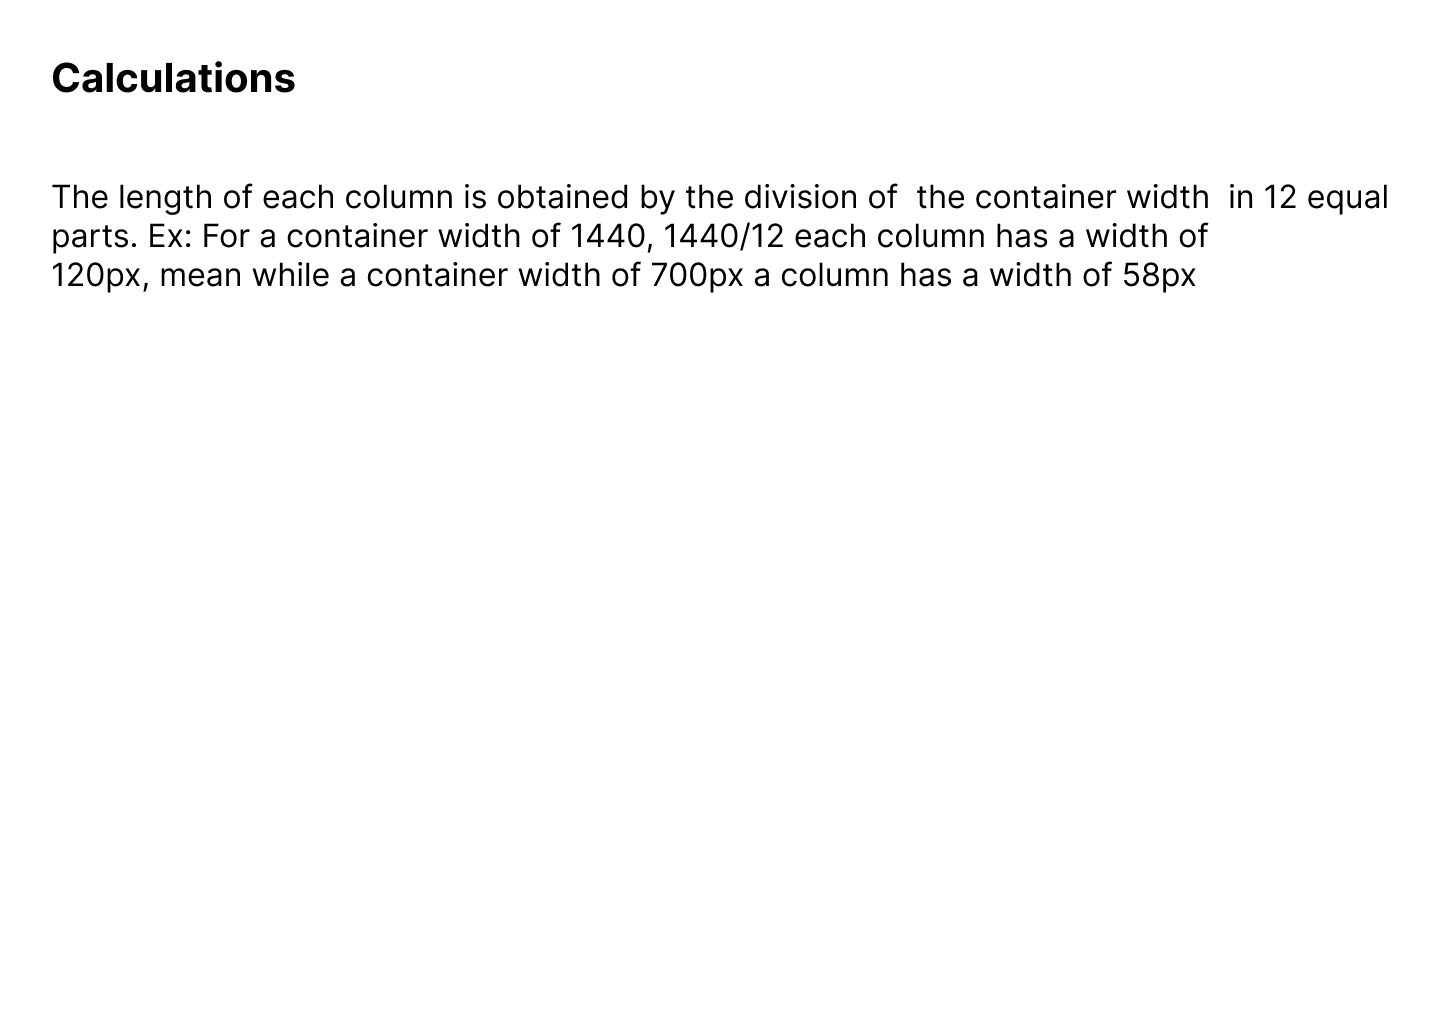 Calculations
The length of each column is obtained by the division of  the container width  in 12 equal
parts. Ex: For a container width of 1440, 1440/12 each column has a width of
120px, mean while a container width of 700px a column has a width of 58px